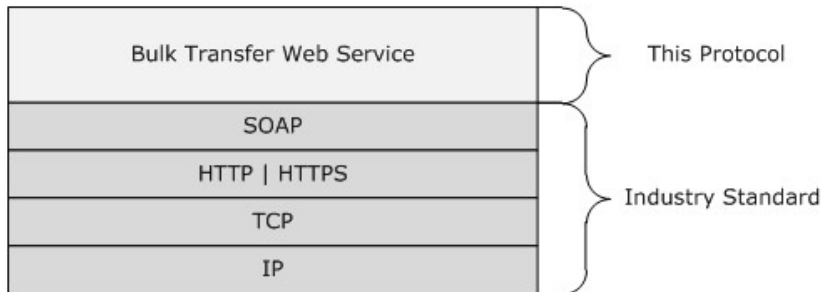 Bulk Transfer Web Service
This Protocol
SOAP
HTTP | HTTPS
Industry Standard
TCP
IP